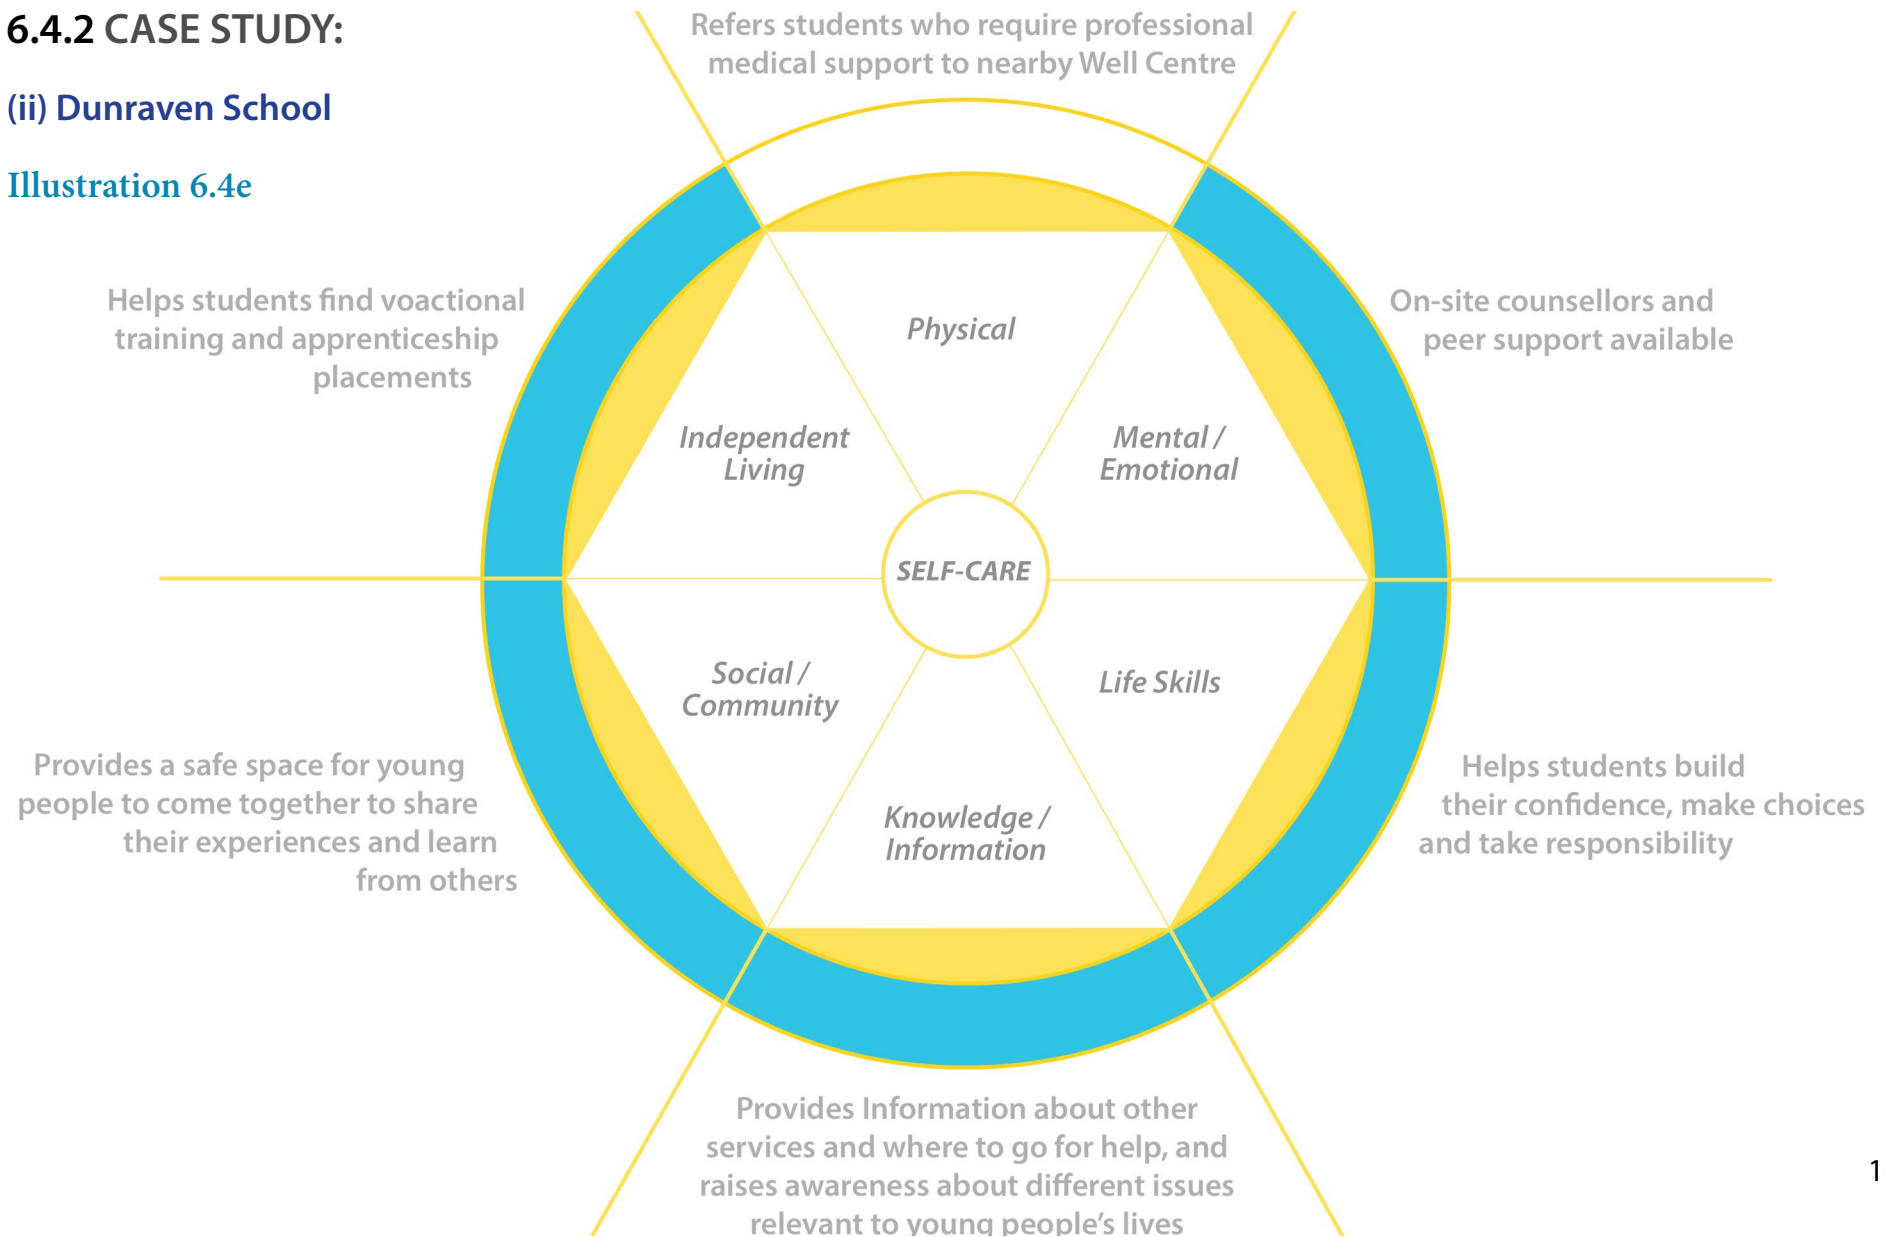 6.4.2 CASE STUDY:
(ii) Dunraven School
Illustration 6.4e
Refers students who require professional
medical support to nearby Well Centre
Helps students find voactional
training and apprenticeship
placements
On-site counsellors and
peer support available
Physical
Independent
Living
Mental /
Emotional
SELF-CARE
Social /
Community
Life Skills
Knowledge /
Information
Provides a safe space for young
people to come together to share
their experiences and learn
from others
Helps students build
their confidence, make choices
and take responsibility
Provides Information about other
services and where to go for help, and
raises awareness about different issues
relevant to young people's lives
1